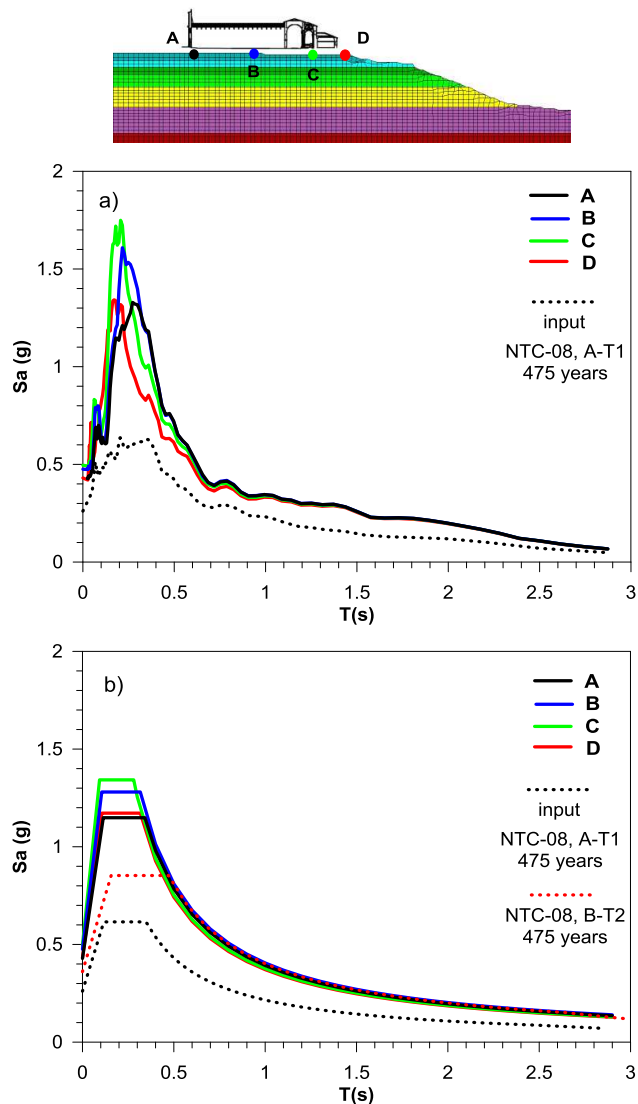 A
D
B
C
2
a)
A
B
1.5
C
D
input
Sa (g)
1
NTC-08, A-T1
475 years
0.5
0
0 0.5 1 1.5 2 2.5 3
T(s)
2
b)
A
B
1.5
C
D
input
Sa (g)
1
NTC-08, A-T1
475 years
NTC-08, B-T2
0.5
475 years
0
0 0.5 1 1.5 2 2.5 3
T(s)